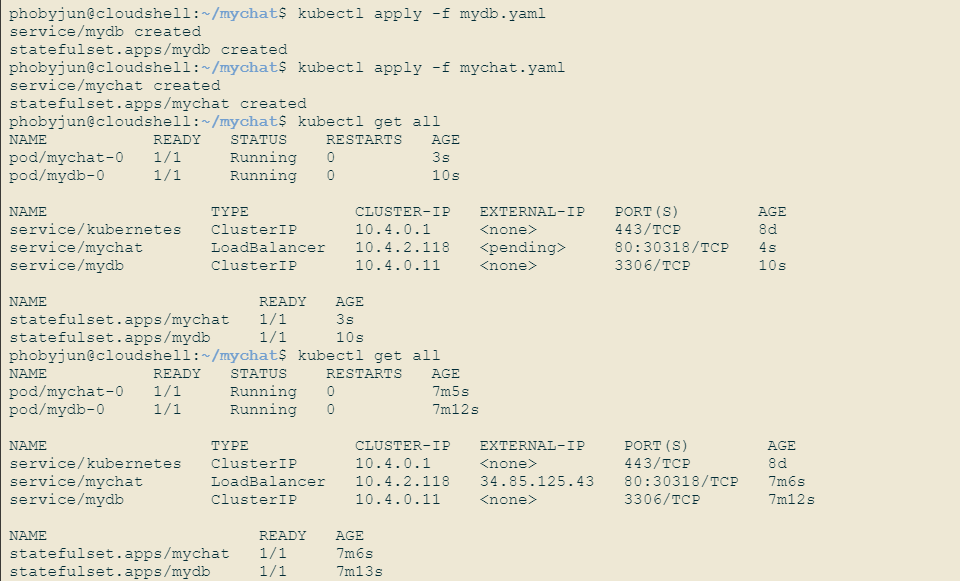 phobyjun@cloudshell:~/mychat$ kubectl apply -f mydb.yaml
service/mydb created
statefulset.apps/mydb created
phobyjun@cloudshell:~/mychat$ kubectl apply -f mychat.yaml
service/mychat created
statefulset.apps/mychat created
phobyjun@cloudshell:~/mychat$ kubectl get all
NAME           READY   STATUS    RESTARTS   AGE
pod/mychat-0   1/1     Running   0          3s
pod/mydb-0     1/1     Running   0          10s

NAME                 TYPE           CLUSTER-IP    EXTERNAL-IP   PORT(S)        AGE
service/kubernetes   ClusterIP      10.4.0.1      <none>        443/TCP        8d
service/mychat       LoadBalancer   10.4.2.118    <pending>     80:30318/TCP   4s
service/mydb         ClusterIP      10.4.0.11     <none>        3306/TCP       10s

NAME                      READY   AGE
statefulset.apps/mychat   1/1     3s
statefulset.apps/mydb     1/1     10s
phobyjun@cloudshell:~/mychat$ kubectl get all
NAME           READY   STATUS    RESTARTS   AGE
pod/mychat-0   1/1     Running   0          7m5s
pod/mydb-0     1/1     Running   0          7m12s

NAME                 TYPE           CLUSTER-IP    EXTERNAL-IP    PORT(S)        AGE
service/kubernetes   ClusterIP      10.4.0.1      <none>         443/TCP        8d
service/mychat       LoadBalancer   10.4.2.118    34.85.125.43   80:30318/TCP   7m6s
service/mydb         ClusterIP      10.4.0.11     <none>         3306/TCP       7m12s

NAME                      READY   AGE
statefulset.apps/mychat   1/1     7m6s
statefulset.apps/mydb     1/1     7m13s